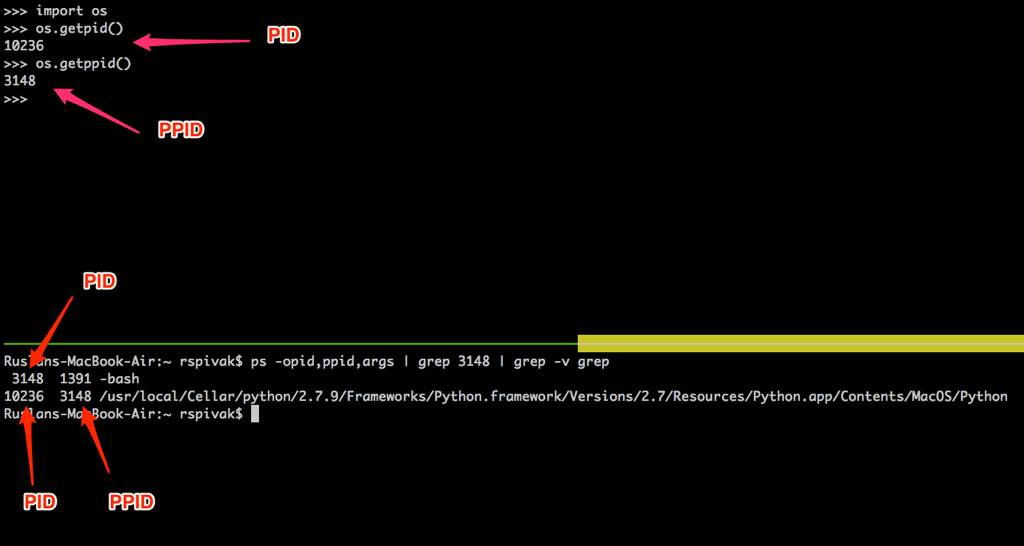 >>> import os
>>> os.getpid()
10236
PID
>>> os.getppid()
3148
>>>
PPID
PID
Ruslans-MacBook-Air:~ rspivak$ ps -opid,ppid,args | grep 3148 | grep -v grep
3148 1391 -bash
10236 3148 /usr/local/Cellar/python/2.7.9/Frameworks/Python.framework/Versions/2.7/Resources/Python.app/Contents/MacOS/Python
Ruslans-MacBook-Air:~ rspivak$
PID PPID